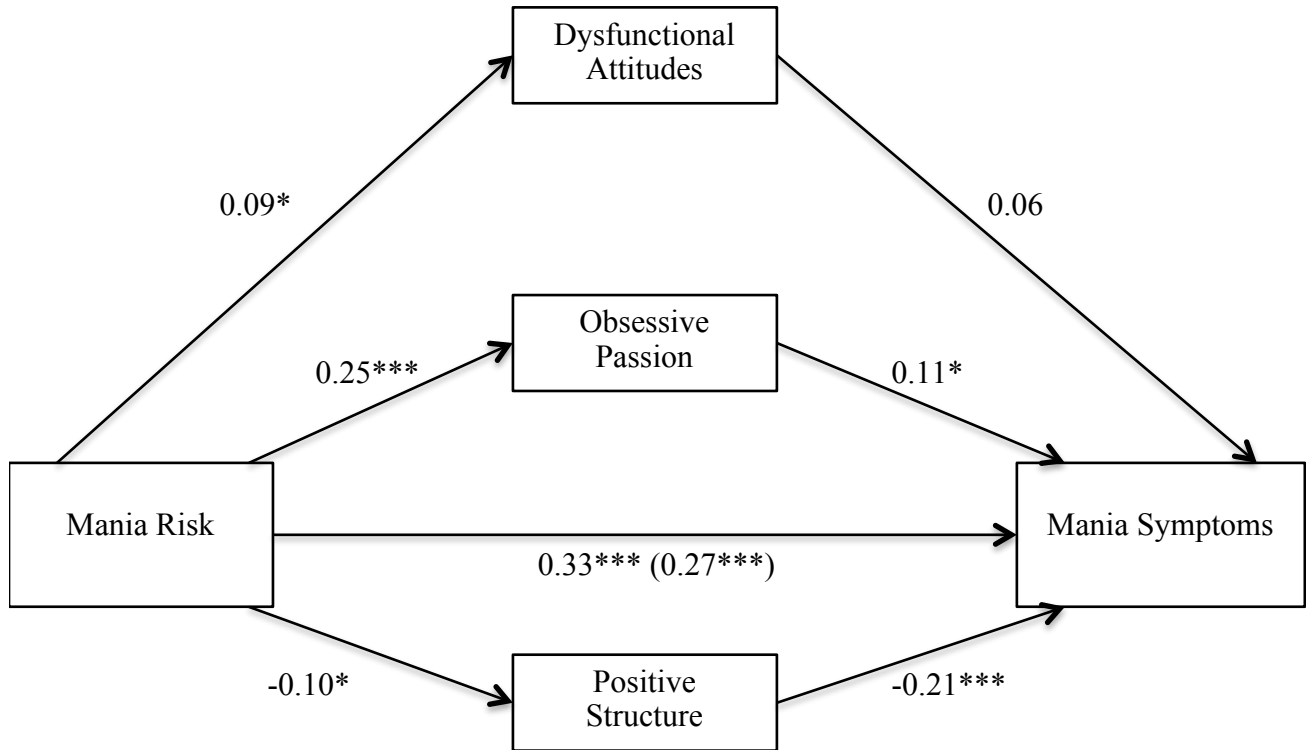 Dysfunctional
Attitudes
0.09*
0.06
Obsessive
Passion
0.25***
0.11*
Mania Risk
Mania Symptoms
0.33*** (0.27***)
-0.10*
Positive
Structure
-0.21***